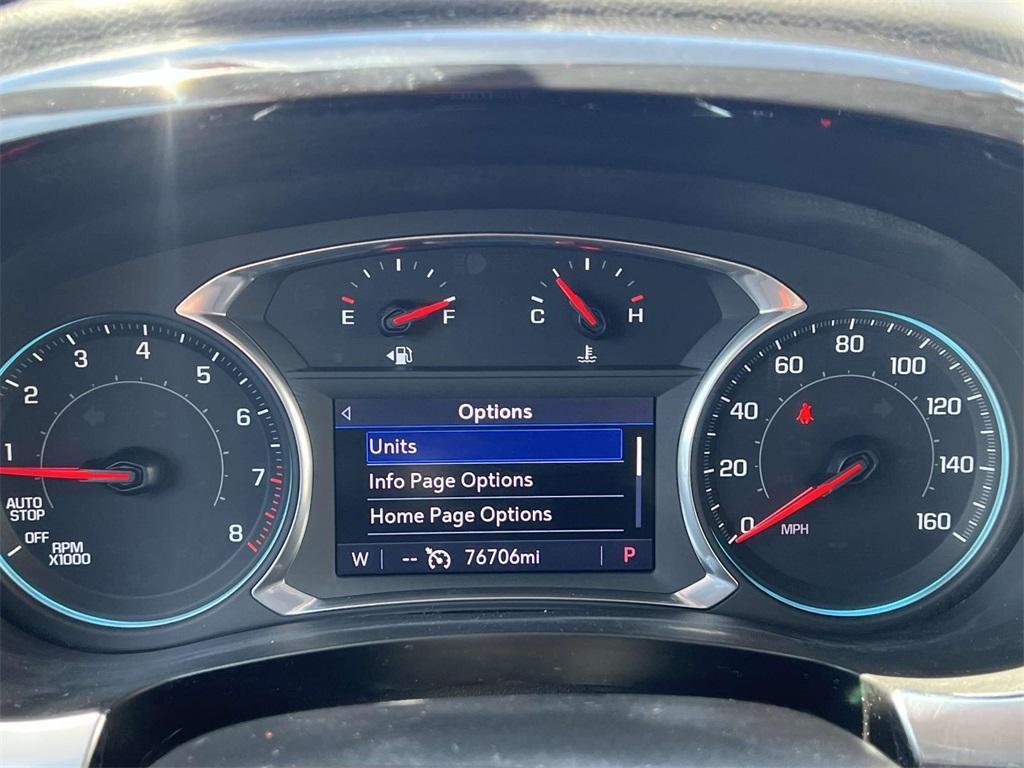 E F
C H
1 2 3 4 5 6 7 8
AUTO
STOP
OFF
RPM
X1000
Options
Units
Info Page Options
Home Page Options
W -- 76706mi P
0 20 40 60 80 100 120 140 160
MPH